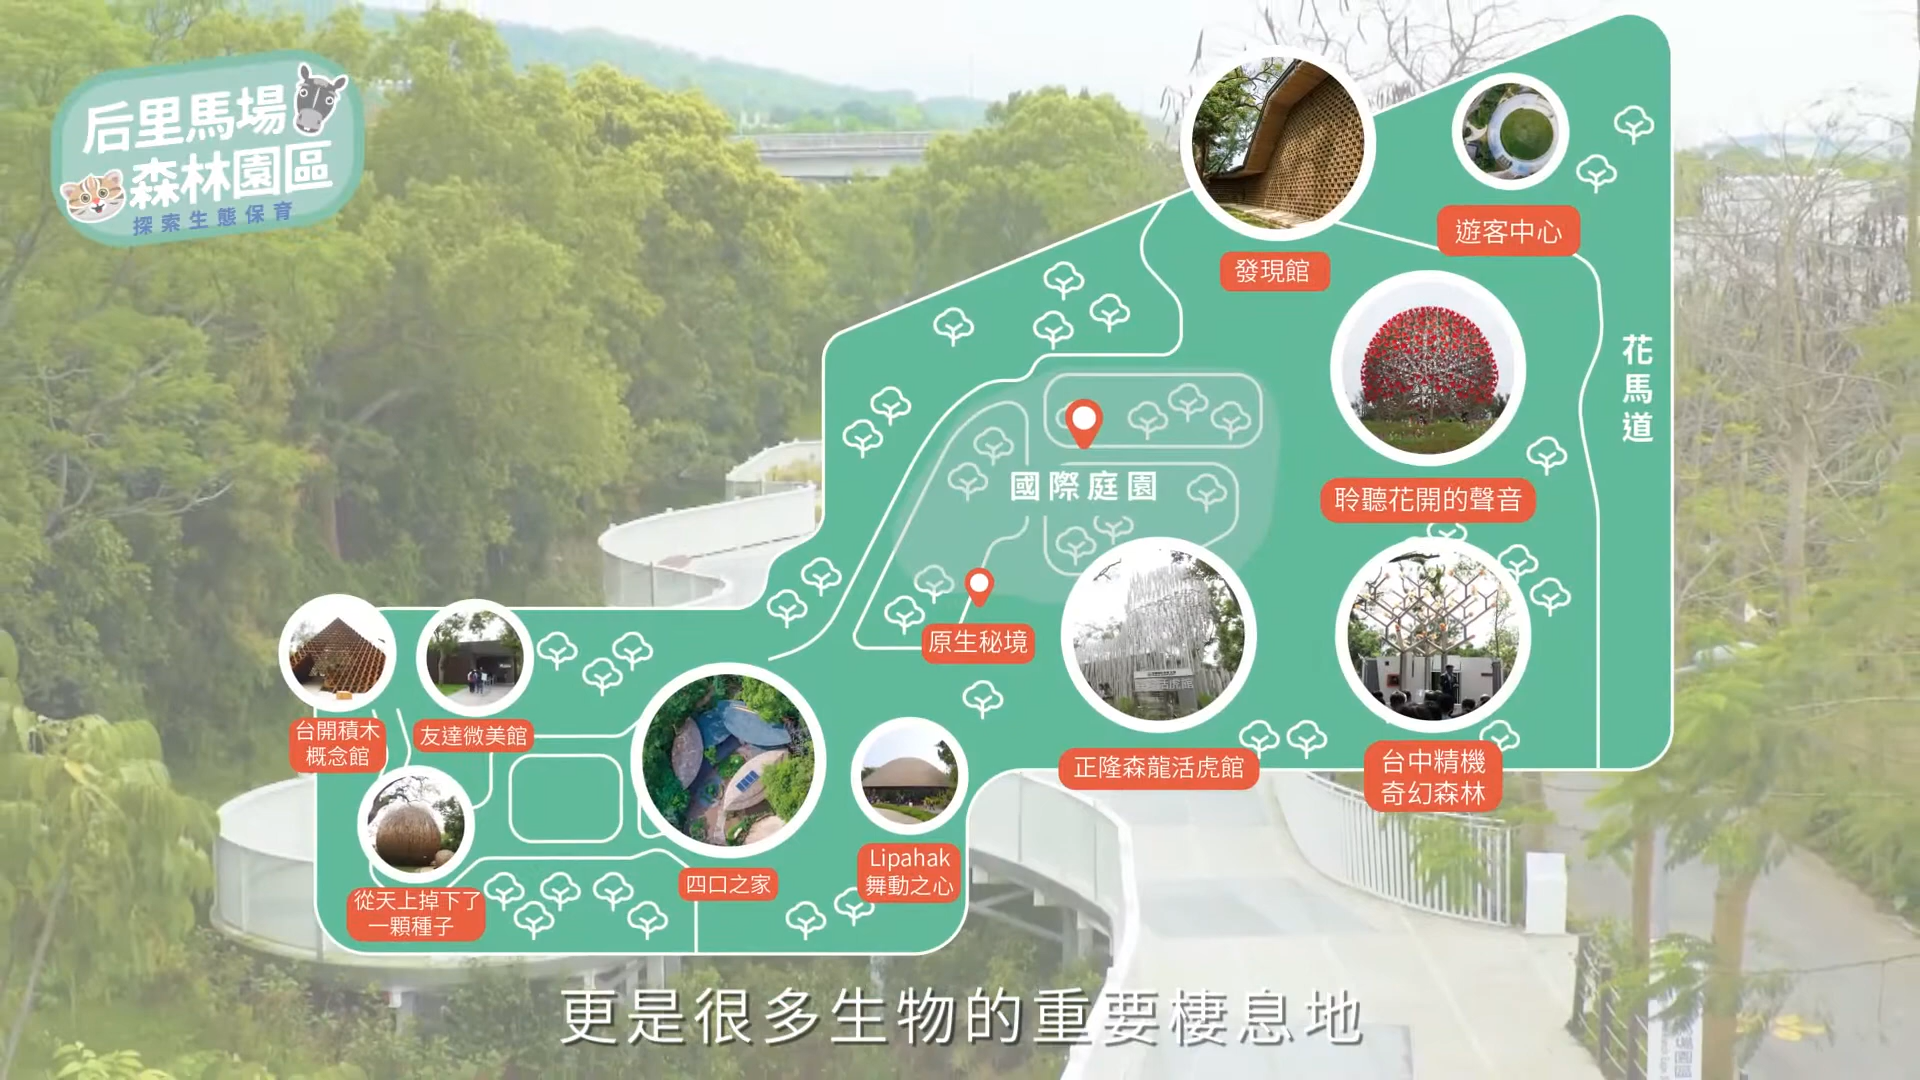 后里馬場
森林園區
探索生態保育
發現館
遊客中心
花馬道
聆聽花開的聲音
國際庭園
原生秘境
台開積木
概念館
友達微美館
從天上掉下了
一顆種子
四口之家
Lipahak
舞動之心
正隆森龍活虎館
活虎館
台中精機
奇幻森林
更是很多生物的重要棲息地